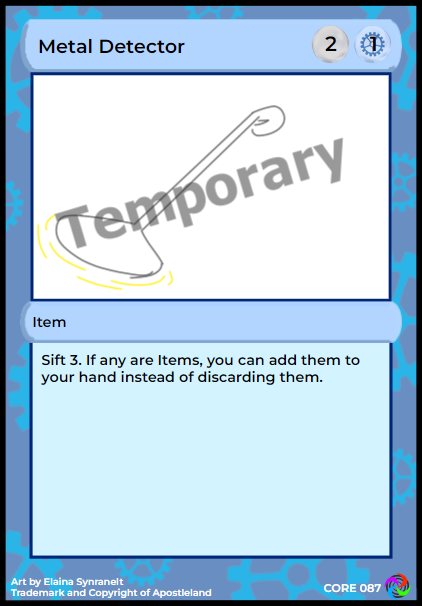 Metal Detector
2 1
Temporary
Item
Sift 3. If any are Items, you can add them to
your hand instead of discarding them.
Art by Elaina Synranelt
Trademark and Copyright of Apostleland
CORE 087